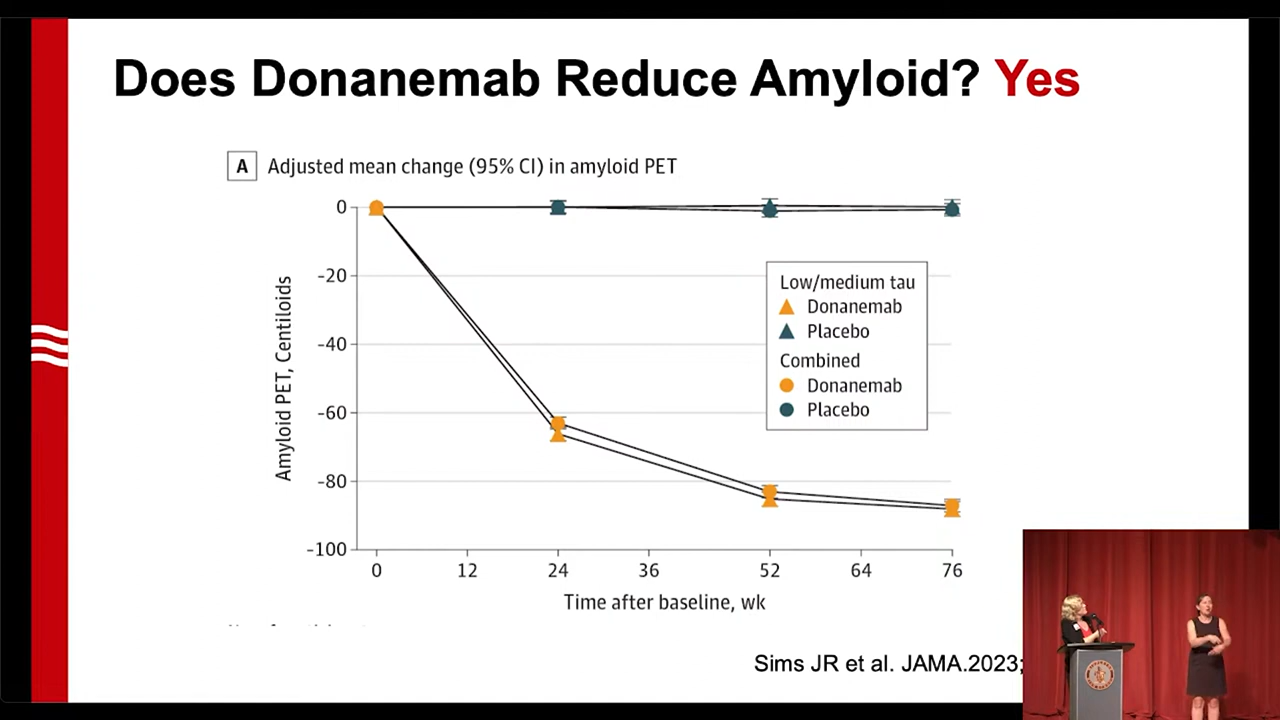 Does Donanemab Reduce Amyloid? Yes
A Adjusted mean change (95% CI) in amyloid PET
0
-20
-40
-60
-80
-100
Amyloid PET, Centiloids
Low/medium tau
Donanemab
Placebo
Combined
Donanemab
Placebo
0 12 24 36 52 64 76
Time after baseline, wk
Sims JR et al. JAMA.2023;